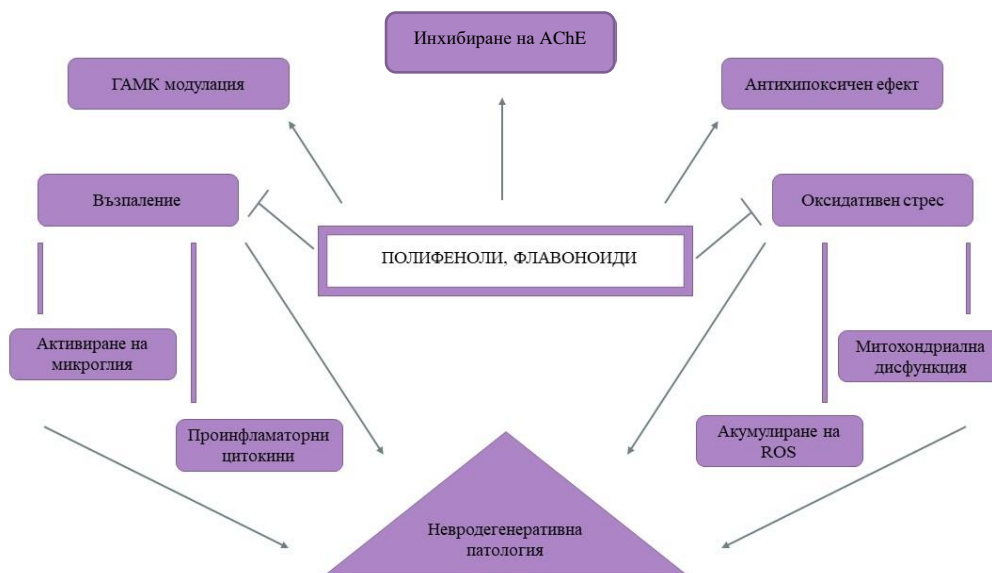 Инхибиране на AChE
ГАМК модулация
Антихипоксичен ефект
Възпаление
Оксидативен стрес
ПОЛИФЕНОЛИ, ФЛАВОНОИДИ
Активиране на
микроглия
Митохондриална
дисфункция
Проинфламаторни
цитокини
Акумулиране на
ROS
Невродегенеративна
патология